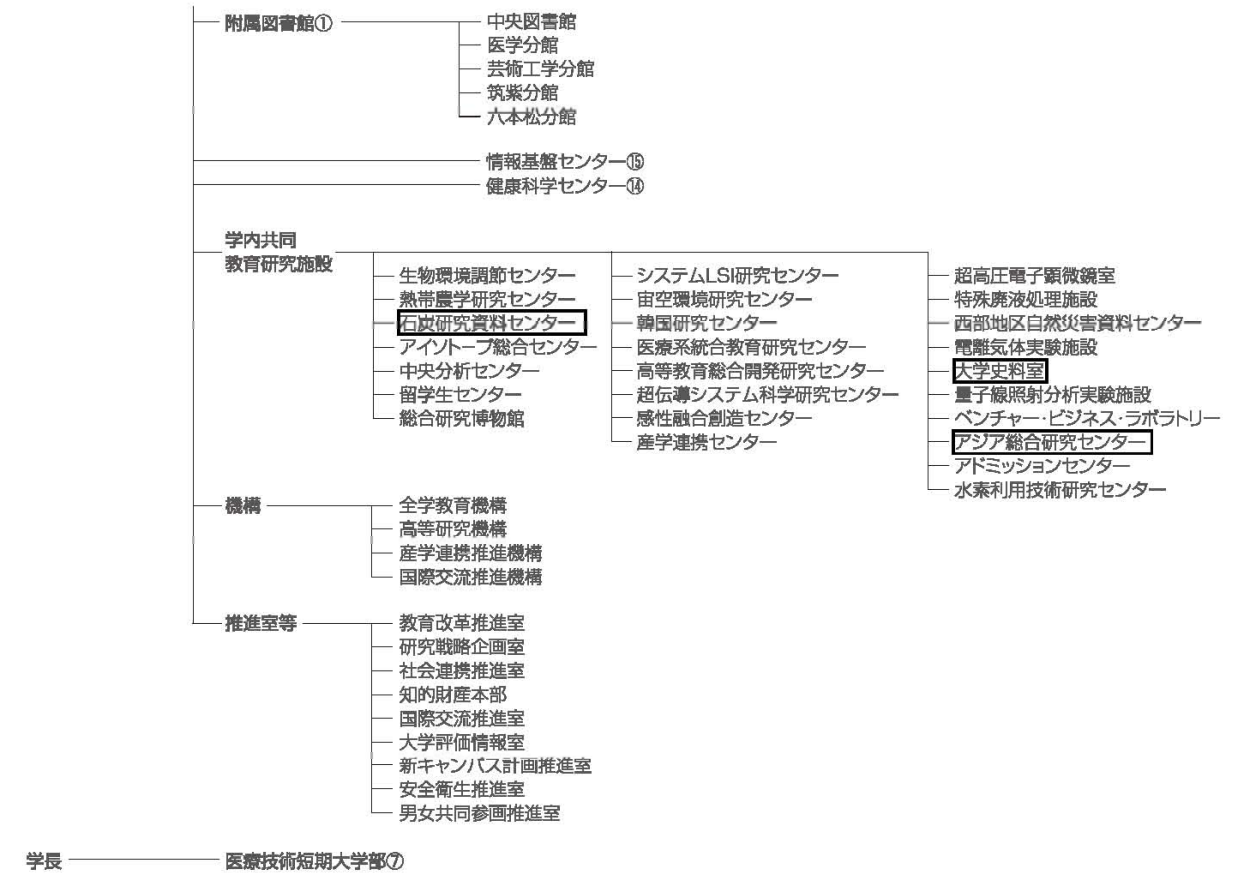 附属図書館①
中央図書館
医学分館
芸術工学分館
筑紫分館
六本松分館
情報基盤センター⑮
健康科学センター⑭
学内共同
教育研究施設
生物環境調節センター
熱帯農学研究センター
石炭研究資料センター
アイソトープ総合センター
中央分析センター
留学生センター
総合研究博物館
システムLSI研究センター
宙空環境研究センター
韓国研究センター
医療系統合教育研究センター
高等教育総合開発研究センター
超伝導システム科学研究センター
感性融合創造センター
産学連携センター
超高圧電子顕微鏡室
特殊廃液処理施設
西部地区自然災害資料センター
電離気体実験施設
大学史料室
量子線照射分析実験施設
ベンチャー・ビジネス・ラボラトリー
アジア総合研究センター
アドミッションセンター
水素利用技術研究センター
機構
全学教育機構
高等研究機構
産学連携推進機構
国際交流推進機構
推進室等
教育改革推進室
研究戦略企画室
社会連携推進室
知的財産本部
国際交流推進室
大学評価情報室
新キャンパス計画推進室
安全衛生推進室
男女共同参画推進室
学長
医療技術短期大学部⑦